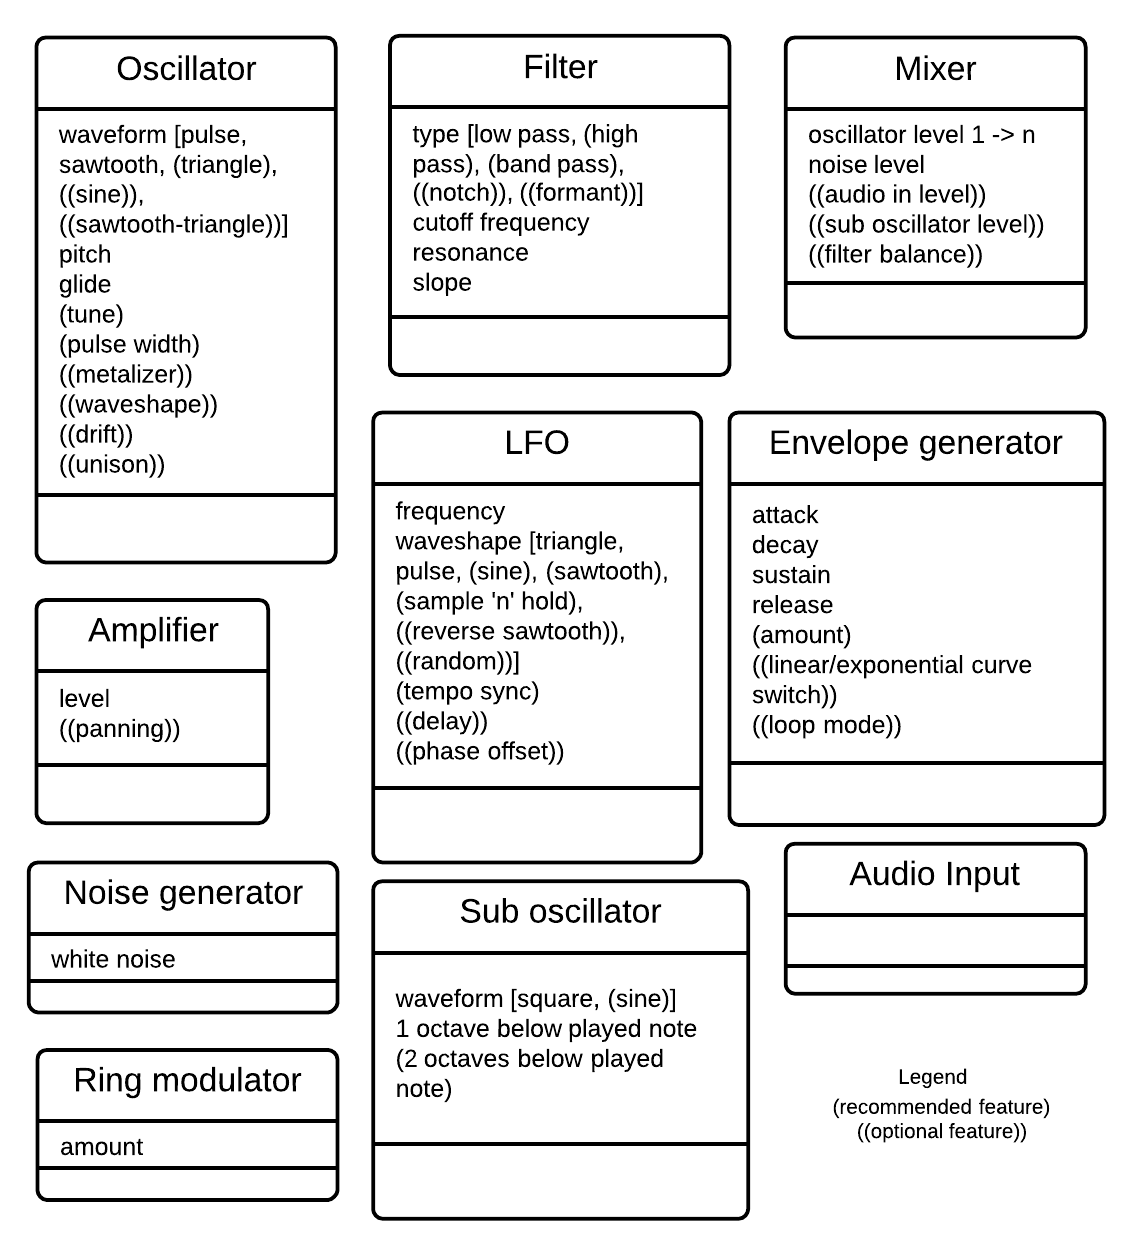 Oscillator
waveform [pulse,
sawtooth, (triangle),
((sine)),
((sawtooth-triangle))]
pitch
glide
(tune)
(pulse width)
((metalizer))
((waveshape))
((drift))
((unison))
Filter
type [low pass, (high
pass), (band pass),
((notch)), ((formant))]
cutoff frequency
resonance
slope
Mixer
oscillator level 1 -> n
noise level
((audio in level))
((sub oscillator level))
((filter balance))
LFO
frequency
waveshape [triangle,
pulse, (sine), (sawtooth),
(sample 'n' hold),
((reverse sawtooth)),
((random))]
(tempo sync)
((delay))
((phase offset))
Envelope generator
attack
decay
sustain
release
(amount)
((linear/exponential curve
switch))
((loop mode))
Amplifier
level
((panning))
Noise generator
white noise
Sub oscillator
waveform [square, (sine)]
1 octave below played note
(2 octaves below played
note)
Audio Input
Ring modulator
amount
Legend
(recommended feature)
((optional feature))